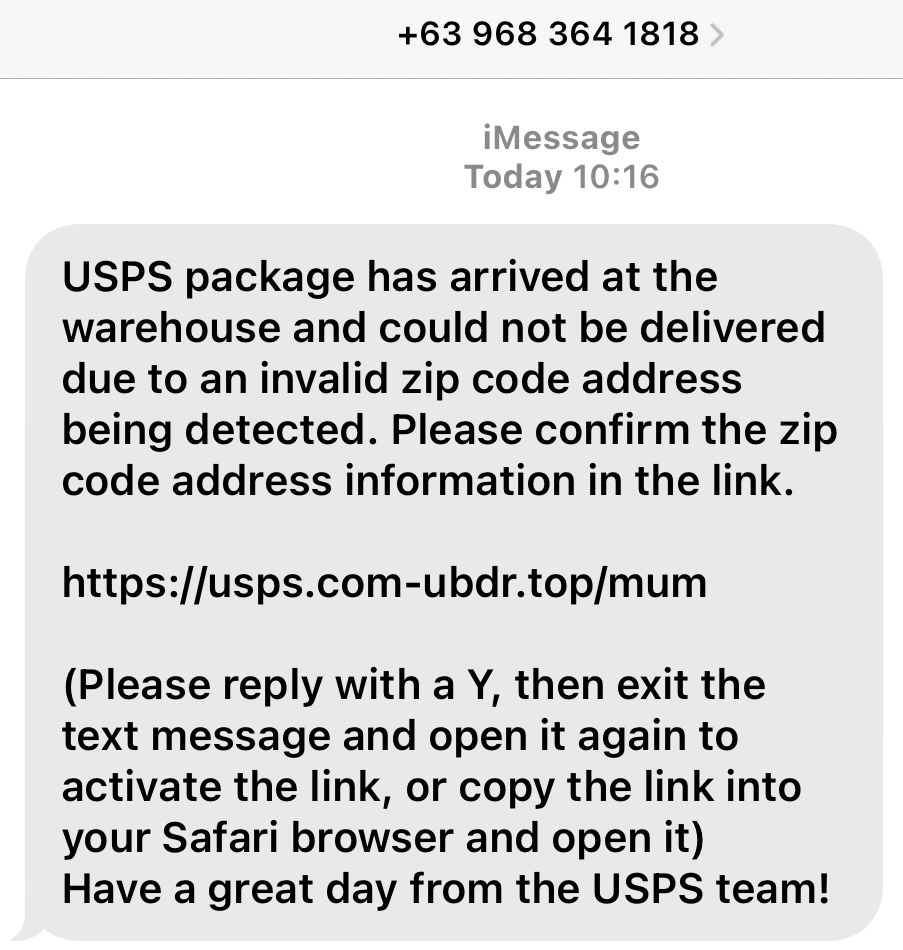 +63 968 364 1818
iMessage
Today 10:16
USPS package has arrived at the
warehouse and could not be delivered
due to an invalid zip code address
being detected. Please confirm the zip
code address information in the link.
https://usps.com-ubdr.top/mum
(Please reply with a Y, then exit the
text message and open it again to
activate the link, or copy the link into
your Safari browser and open it)
Have a great day from the USPS team!